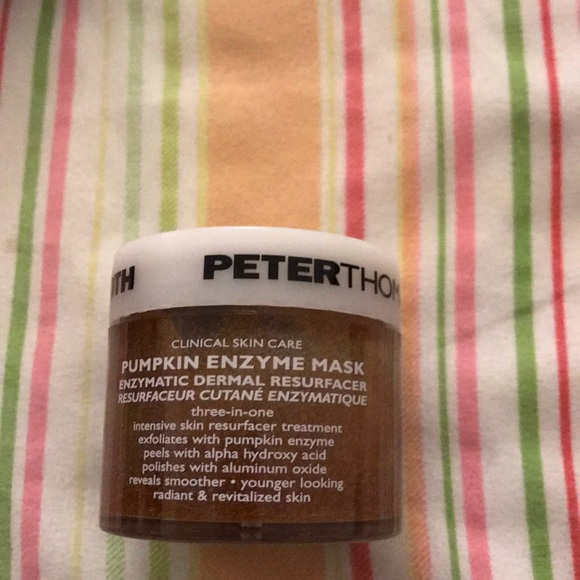 OTH PETERTHOM
CLINICAL SKIN CARE
PUMPKIN ENZYME MASK
ENZYMATIC DERMAL RESURFACER
RESURFACEUR CUTANÉ ENZYMATIQUE
three-in-one
intensive skin resurfacer treatment
exfoliates with pumpkin enzyme
peels with alpha hydroxy acid
polishes with aluminum oxide
reveals smoother • younger looking
radiant & revitalized skin